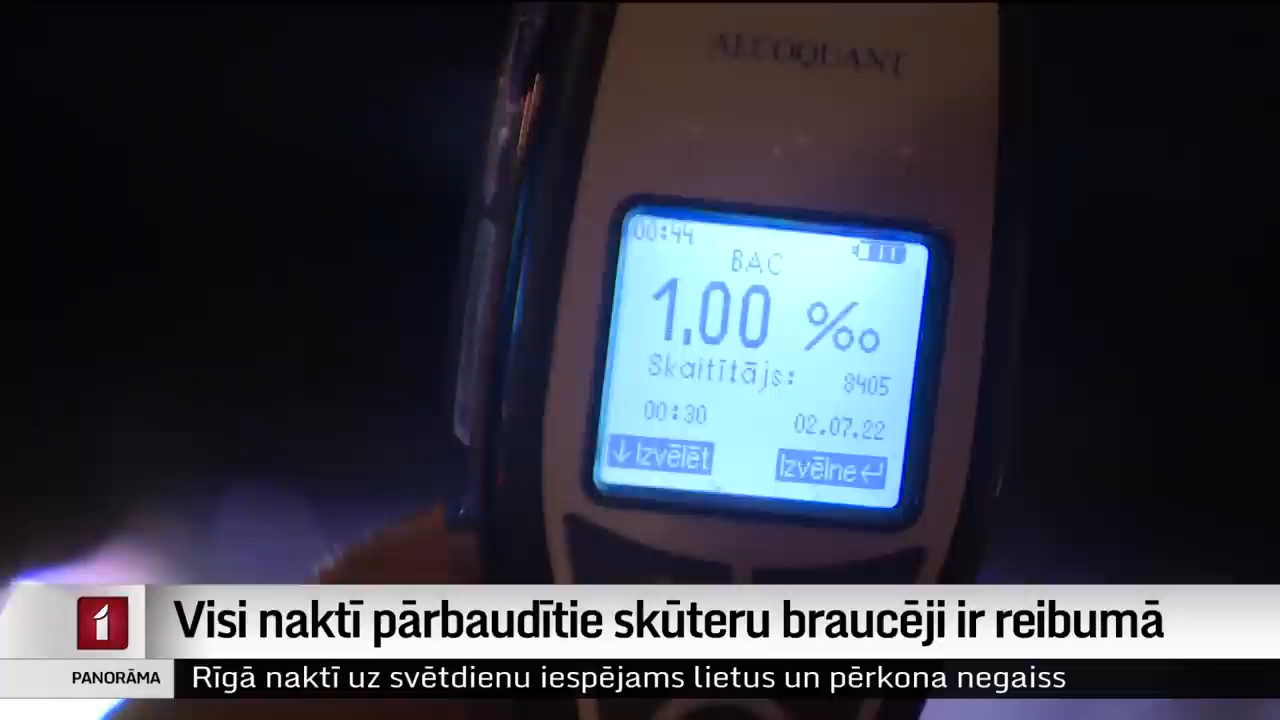 ALCOQUANT
00:44
BAC
1.00 ‰
Skaitītājs: 8405
00:30 02.07.22
↓ Izvēlēt Izvēlne ↵
1 Visi naktī pārbaudītie skūteru braucēji ir reibumā
PANORĀMA Rīgā naktī uz svētdienu iespējams lietus un pērkona negaiss